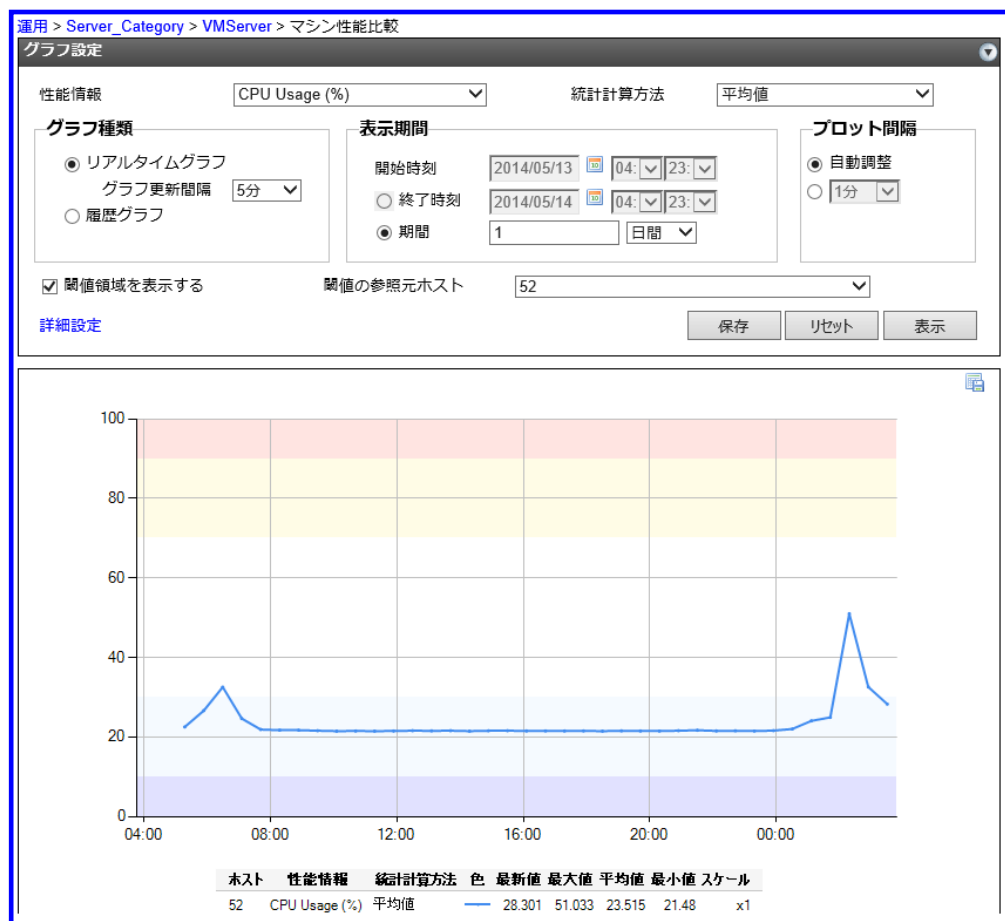 運用 > Server_Category > VMServer > マシン性能比較
グラフ設定
性能情報 CPU Usage (%) 統計計算方法 平均値
グラフ種類 表示期間 プロット間隔
リアルタイムグラフ 開始時刻 2014/05/13 04: 23: 自動調整
グラフ更新間隔 5分 終了時刻 2014/05/14 04: 23: 1分
履歴グラフ 期間 1 日間
閾値領域を表示する 閾値の参照元ホスト 52
詳細設定 保存 リセット 表示
100
80
60
40
20
0
04:00 08:00 12:00 16:00 20:00 00:00
ホスト 性能情報 統計計算方法 色 最新値 最大値 平均値 最小値 スケール
52 CPU Usage (%) 平均値 28.301 51.033 23.515 21.48 x1